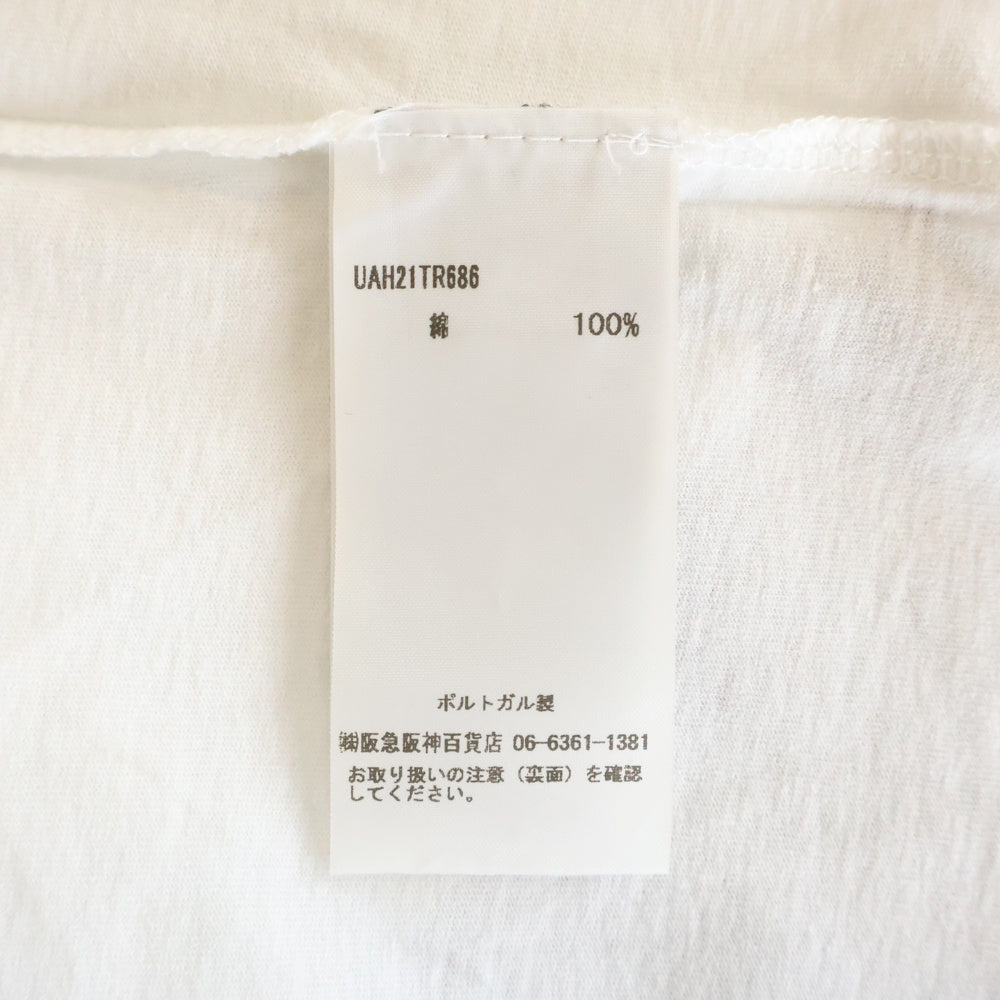 UAH21TR686
綿 100%
ポルトガル製
㈱阪急阪神百貨店 06-6361-1381
お取り扱いの注意（裏面）を確認
してください。